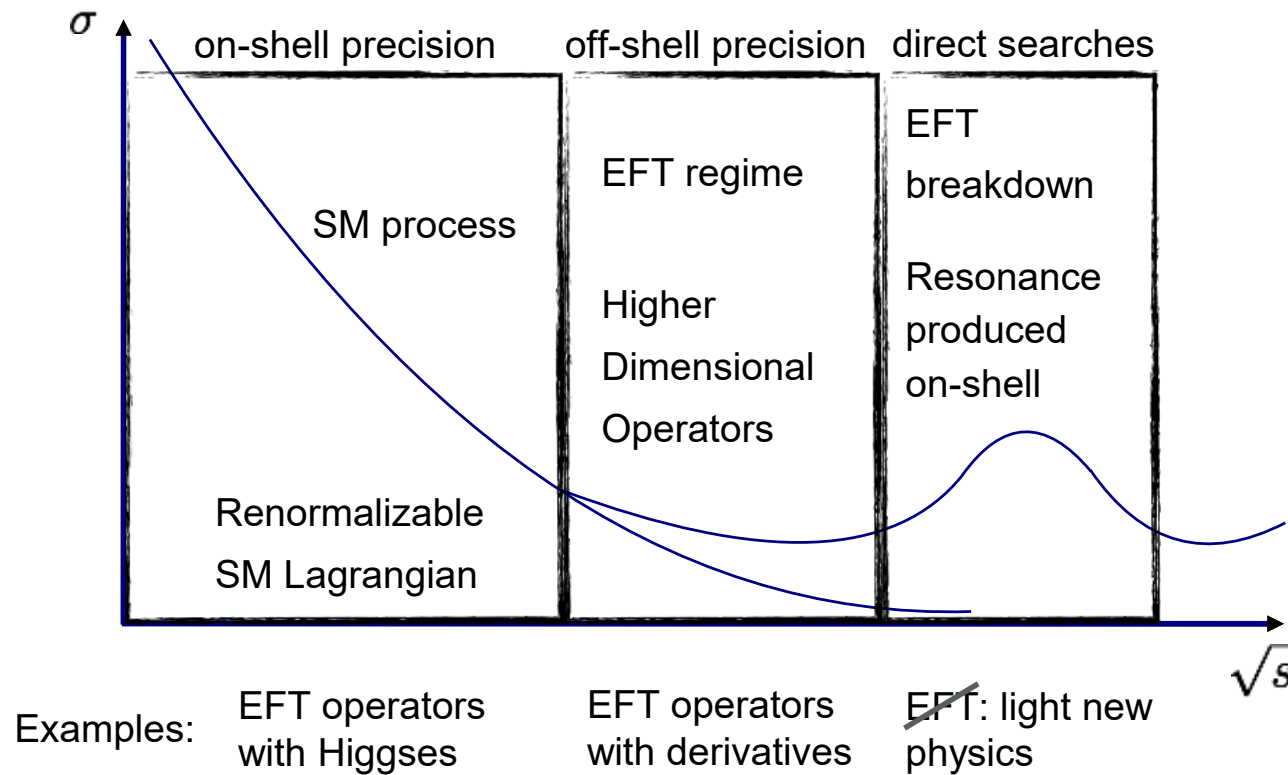 σ
on-shell precision
off-shell precision
direct searches
SM process
Renormalizable
SM Lagrangian
EFT regime
Higher
Dimensional
Operators
EFT
breakdown
Resonance
produced
on-shell
√s
Examples:
EFT operators
with Higgses
EFT operators
with derivatives
EFT: light new
physics